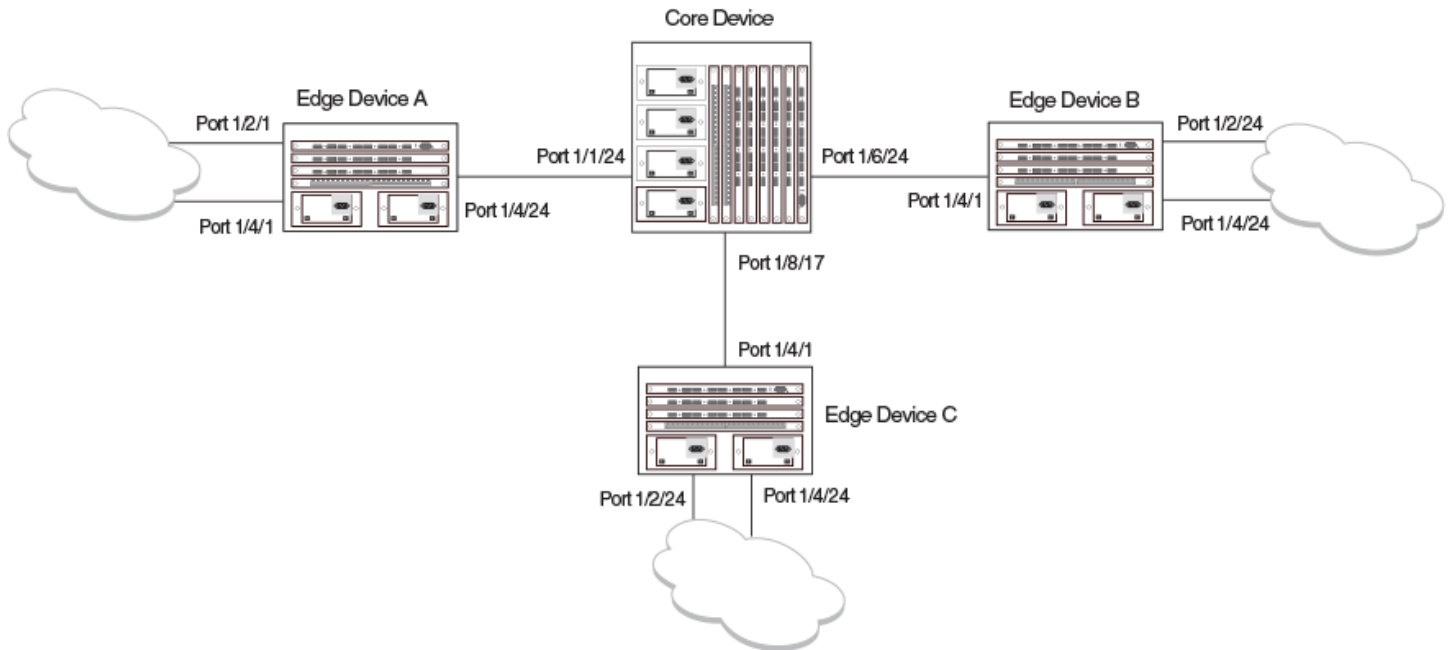 Core Device
Edge Device A
Edge Device B
Port 1/2/1
Port 1/2/24
Port 1/1/24
Port 1/6/24
Port 1/4/1
Port 1/4/24
Port 1/4/1
Port 1/4/24
Port 1/8/17
Port 1/4/1
Edge Device C
Port 1/2/24
Port 1/4/24